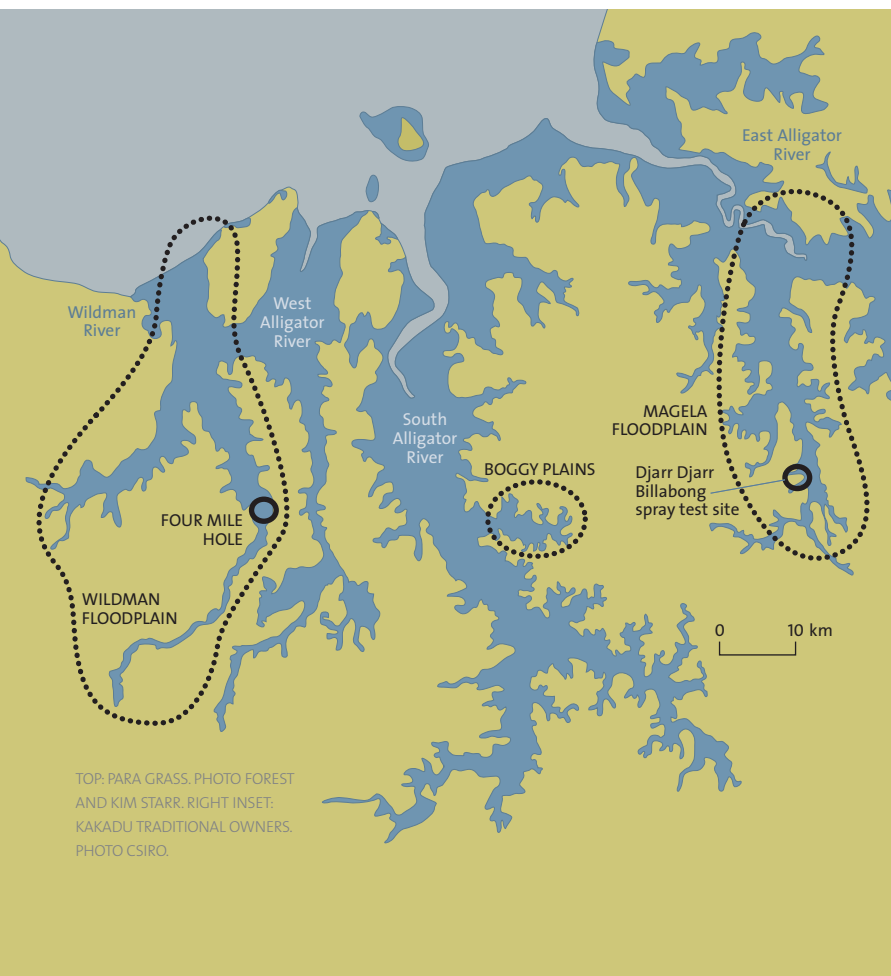 East Alligator
River
Wildman
River
West
Alligator
River
South
Alligator
River
MAGELA
FLOODPLAIN
BOGGY PLAINS
Djarr Djarr
Billabong
spray test site
FOUR MILE
HOLE
WILDMAN
FLOODPLAIN
0 10 km
TOP: PARA GRASS. PHOTO FOREST
AND KIM STARR. RIGHT INSET:
KAKADU TRADITIONAL OWNERS.
PHOTO CSIRO.